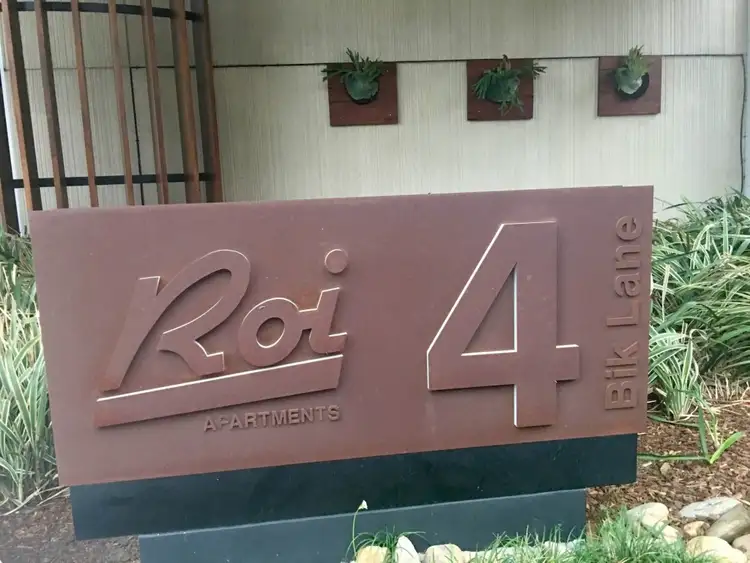 Roi
APARTMENTS
4
Bik Lane